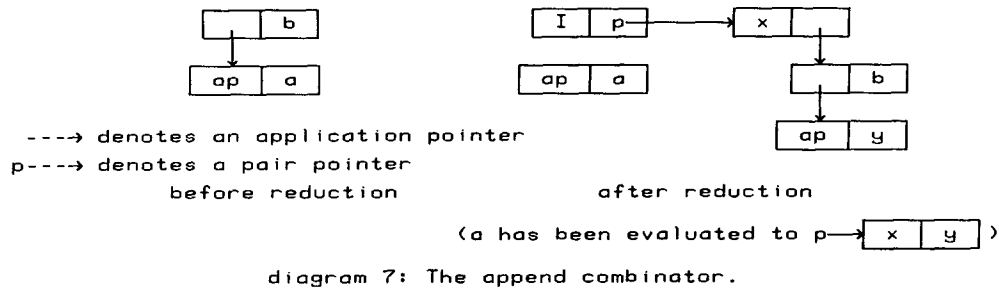 b I p x
ap a ap a b
----→ denotes an application pointer ap y
p----→ denotes a pair pointer
before reduction after reduction
(a has been evaluated to p→ x y )
diagram 7: The append combinator.